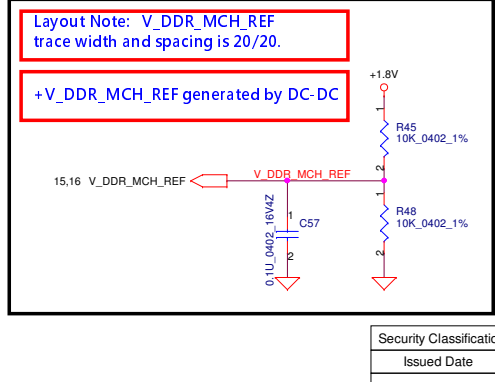 Layout Note: V_DDR_MCH_REF
trace width and spacing is 20/20.
+V_DDR_MCH_REF generated by DC-DC
+1.8V
1
R45
10K_0402_1%
2
15,16 V_DDR_MCH_REF
V_DDR_MCH_REF
1
R48
10K_0402_1%
2
0.1U_0402_16V4Z
1
C57
2
Security Classificatio
Issued Date